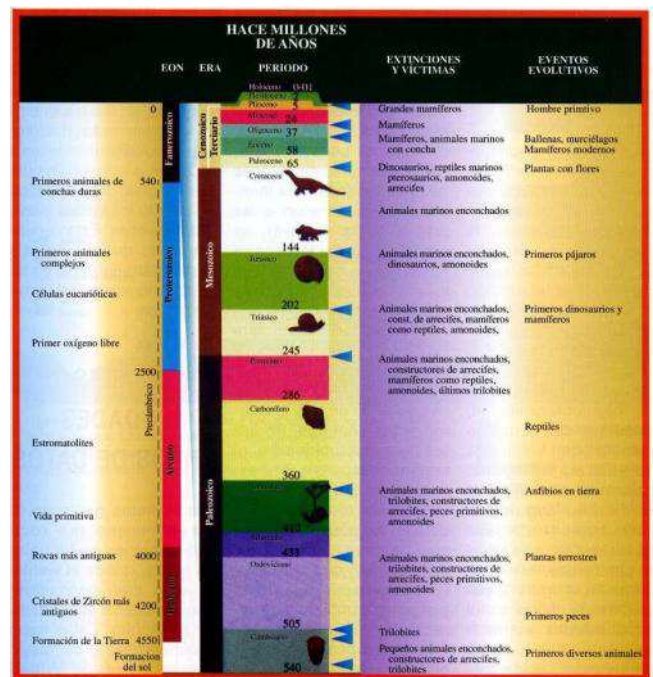 HACE MILLONES
DE AÑOS
EON
ERA
PERIODO
EXTINCIONES
Y VÍCTIMAS
EVENTOS
EVOLUTIVOS
Holoceno 0.01
Plioceno 5
Mioceno 24
Oligoceno 37
Eoceno 58
Paleoceno 65
Cretaceo
144
Jurásico
202
Triásico
245
Pérmico
286
Carbonífero
360
410
Silúrico
433
Ordovícico
505
Cámbrico
540
Fanerozoico
Proterozoico
Arcaico
Precámbrico
Cenozoico
Terciario
Mesozoico
Paleozoico
0
540
2500
4000
4200
4550
Primeros animales de
conchas duras
Primeros animales
complejos
Células eucarióticas
Primer oxígeno libre
Estromatolites
Vida primitiva
Rocas más antiguas
Cristales de Zircón más
antiguos
Formación de la Tierra
Formacion
del sol
Grandes mamíferos
Mamíferos
Mamíferos, animales marinos
con concha
Dinosaurios, reptiles marinos
pterosaurios, amonoides,
arrecifes
Animales marinos enconchados
Animales marinos enconchados,
dinosaurios, amonoides
Animales marinos enconchados,
const. de arrecifes, mamíferos
como reptiles, amonoides,
Animales marinos enconchados,
constructores de arrecifes,
mamíferos como reptiles,
amonoides, últimos trilobites
Animales marinos enconchados,
trilobites, constructores de
arrecifes, peces primitivos,
amonoides
Animales marinos enconchados,
trilobites, constructores de
arrecifes, peces primitivos,
amonoides
Trilobites
Pequeños animales enconchados,
constructores de arrecifes,
trilobites
Hombre primtivo
Ballenas, murciélagos
Mamíferos modernos
Plantas con flores
Primeros pájaros
Primeros dinosaurios y
mamíferos
Reptiles
Anfibios en tierra
Plantas terrestres
Primeros peces
Primeros diversos animales